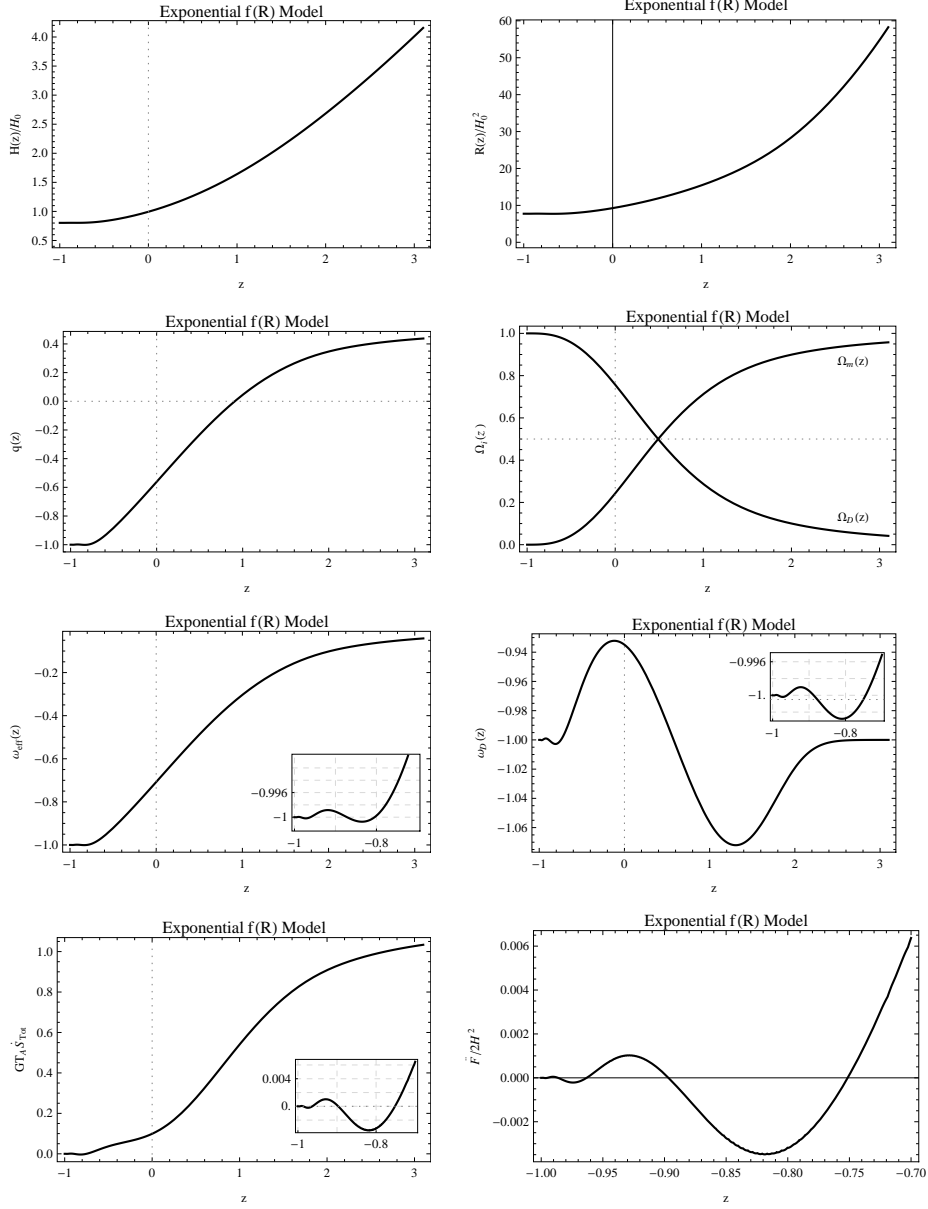 Exponential f(R) Model
H(z)/H0
4.0
3.5
3.0
2.5
2.0
1.5
1.0
0.5
−1 0 1 2 3
z
Exponential f(R) Model
R(z)/H0²
60
50
40
30
20
10
0
−1 0 1 2 3
z
Exponential f(R) Model
q(z)
0.4
0.2
0.0
−0.2
−0.4
−0.6
−0.8
−1.0
−1 0 1 2 3
z
Exponential f(R) Model
Ωi(z)
1.0
0.8
0.6
0.4
0.2
0.0
Ωm(z)
ΩD(z)
−1 0 1 2 3
z
Exponential f(R) Model
ωeff(z)
−0.2
−0.4
−0.6
−0.8
−1.0
−0.996
−1
−1 −0.8
−1 0 1 2 3
z
Exponential f(R) Model
ωD(z)
−0.94
−0.96
−0.98
−1.00
−1.02
−1.04
−1.06
−0.996
−1.
−1 −0.8
−1 0 1 2 3
z
Exponential f(R) Model
GTA ṠTot
1.0
0.8
0.6
0.4
0.2
0.0
0.004
0.
−1 −0.8
−1 0 1 2 3
z
Exponential f(R) Model
F̈/2H²
0.006
0.004
0.002
0.000
−0.002
−1.00 −0.95 −0.90 −0.85 −0.80 −0.75 −0.70
z